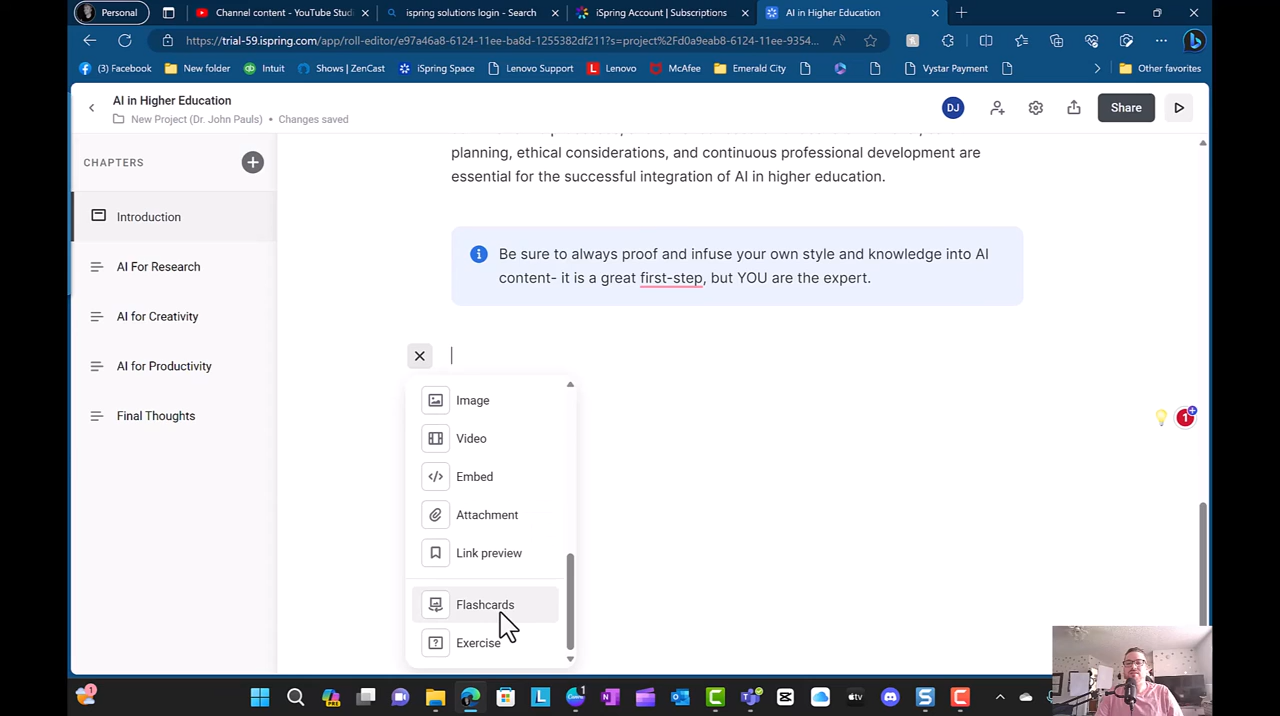 Personal
Channel content - YouTube Studi
ispring solutions login - Search
iSpring Account | Subscriptions
AI in Higher Education
https://trial-59.ispring.com/app/roll-editor/e97a46a8-6124-11ee-ba8d-1255382df211?s=project%2Fd0a9eab8-6124-11ee-9354...
(3) Facebook
New folder
Intuit
Shows | ZenCast
iSpring Space
Lenovo Support
Lenovo
McAfee
Emerald City
Vystar Payment
Other favorites
AI in Higher Education
New Project (Dr. John Pauls) • Changes saved
DJ
Share
CHAPTERS
Introduction
AI For Research
AI for Creativity
AI for Productivity
Final Thoughts
planning, ethical considerations, and continuous professional development are
essential for the successful integration of AI in higher education.
Be sure to always proof and infuse your own style and knowledge into AI
content- it is a great first-step, but YOU are the expert.
Image
Video
Embed
Attachment
Link preview
Flashcards
Exercise
1
1